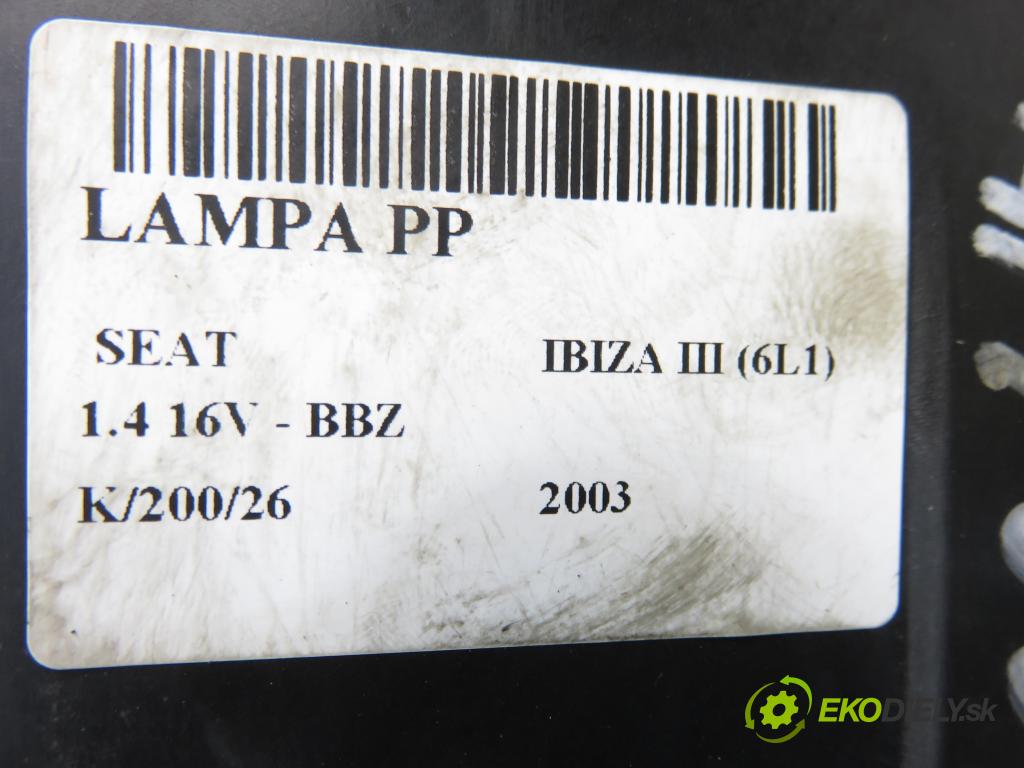 LAMPA PP
SEAT IBIZA III (6L1)
1.4 16V - BBZ
K/200/26 2003
EKODIELY.sk